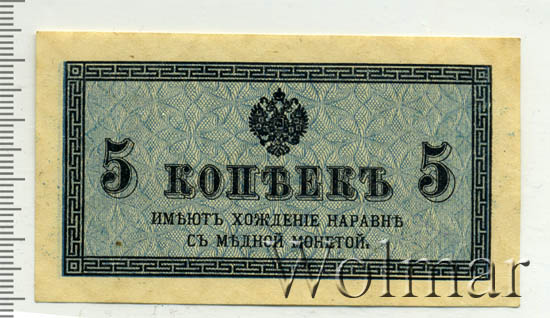 5 КОПѢЕКЪ 5
ИМѢЮТЪ ХОЖДЕНІЕ НАРАВНѢ
СЪ МѢДНОЙ МОНЕТОЙ.
Wolmar